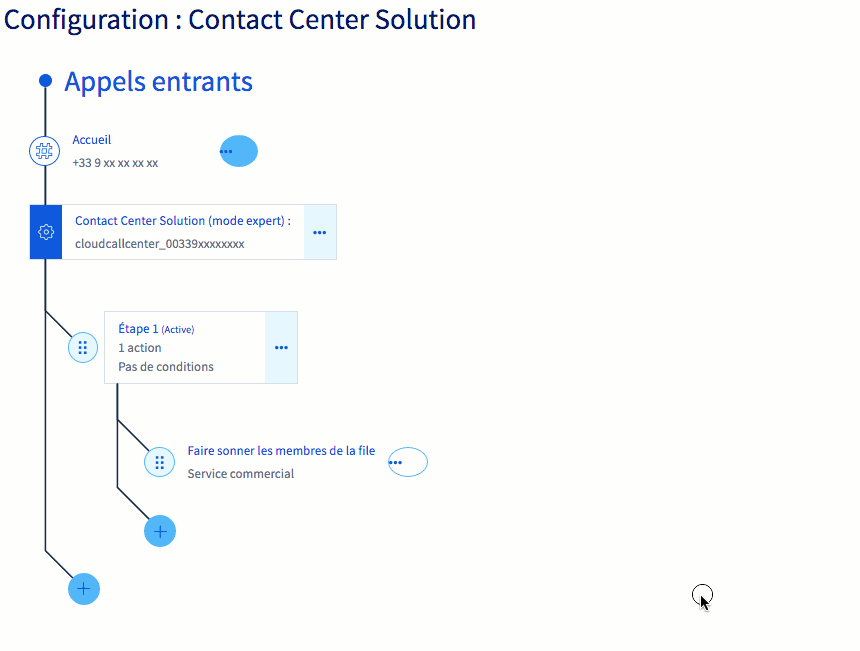 Configuration : Contact Center Solution
Appels entrants
Accueil
+33 9 xx xx xx xx
Contact Center Solution (mode expert) :
cloudcallcenter_00339xxxxxxxx
Étape 1 (Active)
1 action
Pas de conditions
Faire sonner les membres de la file
Service commercial